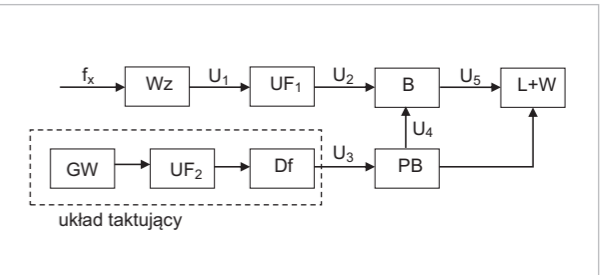 fₓ Wz U₁ UF₁ U₂ B U₅ L+W
U₄
GW UF₂ Df U₃ PB
układ taktujący